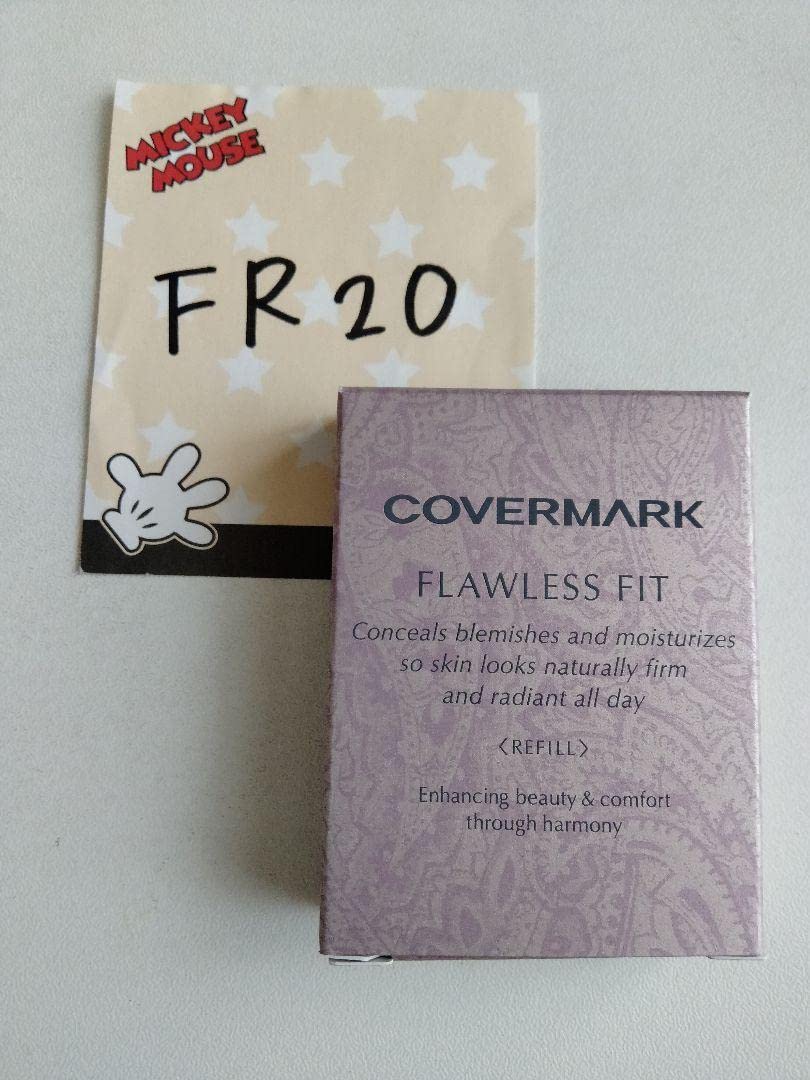 MICKEY
MOUSE
FR20
COVERMARK
FLAWLESS FIT
Conceals blemishes and moisturizes
so skin looks naturally firm
and radiant all day
〈REFILL〉
Enhancing beauty & comfort
through harmony